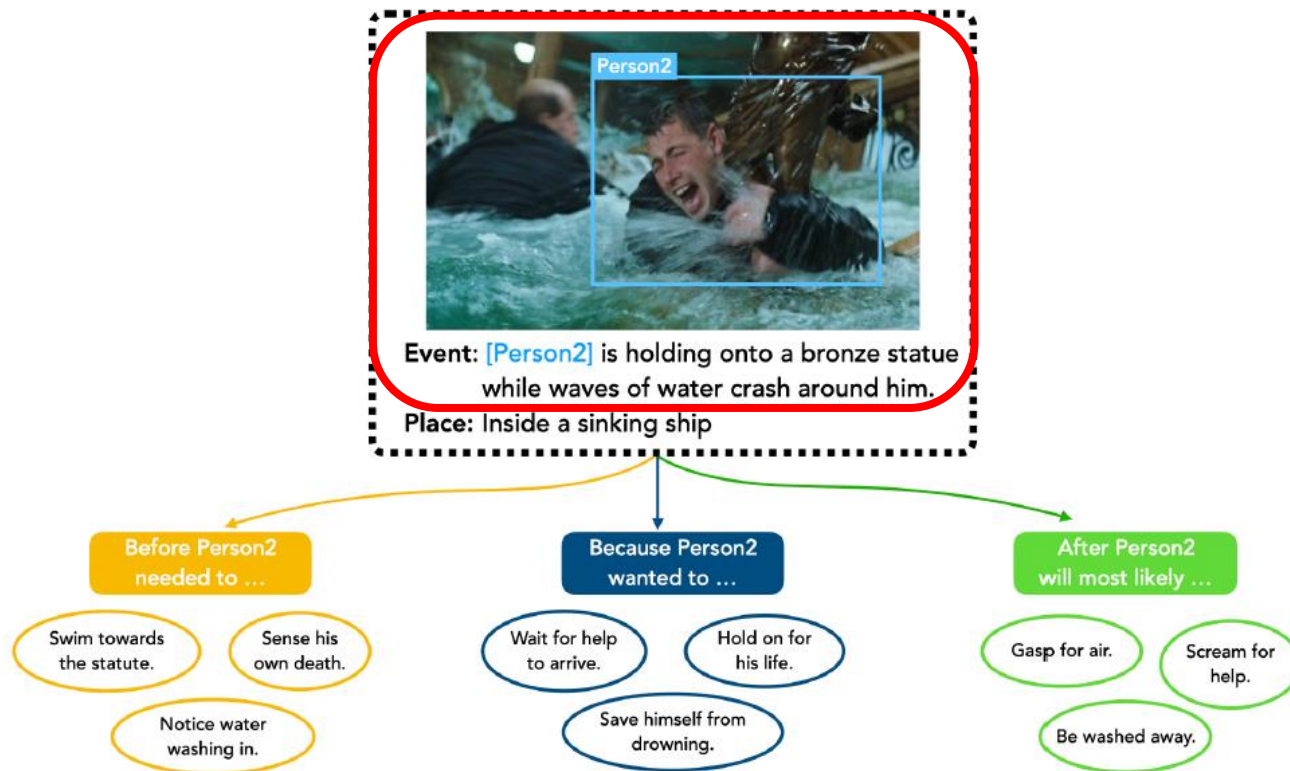 Person2
Event: [Person2] is holding onto a bronze statue
while waves of water crash around him.
Place: Inside a sinking ship
Before Person2
needed to ...
Swim towards
the statute.
Sense his
own death.
Notice water
washing in.
Because Person2
wanted to ...
Wait for help
to arrive.
Hold on for
his life.
Save himself from
drowning.
After Person2
will most likely ...
Gasp for air.
Scream for
help.
Be washed away.